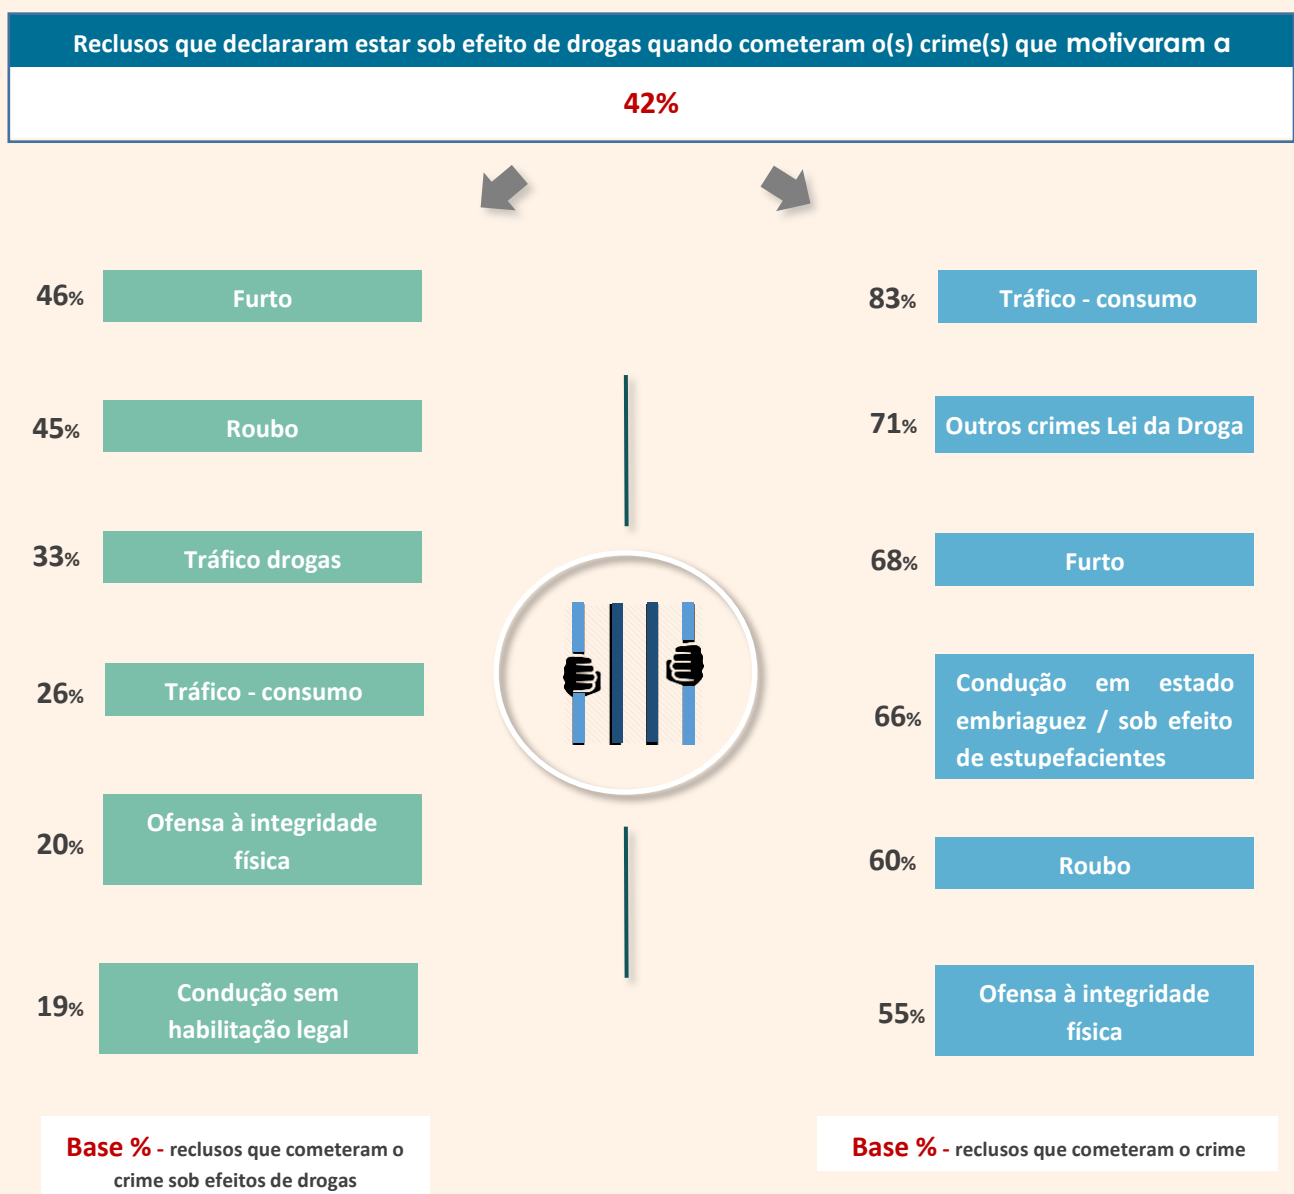 Reclusos que declararam estar sob efeito de drogas quando cometeram o(s) crime(s) que motivaram a
42%
46%
Furto
45%
Roubo
33%
Tráfico drogas
26%
Tráfico - consumo
20%
Ofensa à integridade
física
19%
Condução sem
habilitação legal
Base % - reclusos que cometeram o
crime sob efeitos de drogas
83%
Tráfico - consumo
71%
Outros crimes Lei da Droga
68%
Furto
66%
Condução em estado
embriaguez / sob efeito
de estupefacientes
60%
Roubo
55%
Ofensa à integridade
física
Base % - reclusos que cometeram o crime